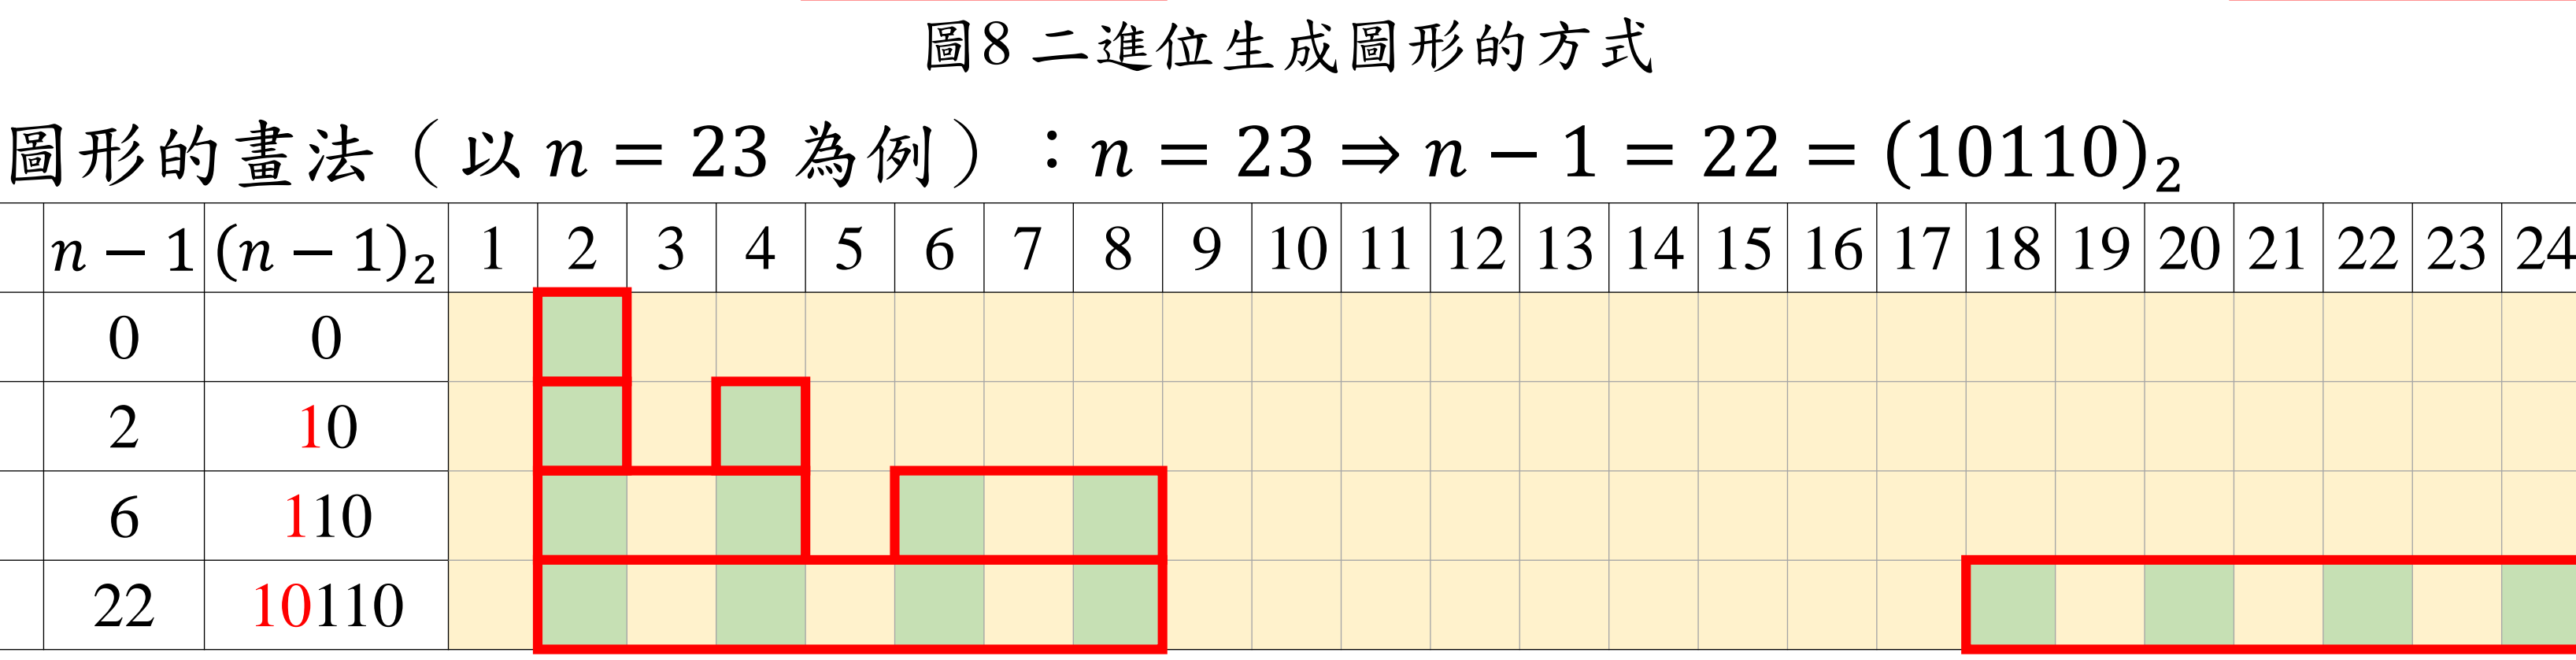 圖8 二進位生成圖形的方式
圖形的畫法（以 n = 23 為例）：n = 23 ⇒ n − 1 = 22 = (10110)₂
n − 1 (n − 1)₂ 1 2 3 4 5 6 7 8 9 10 11 12 13 14 15 16 17 18 19 20 21 22 23 24
0 0
2 10
6 110
22 10110